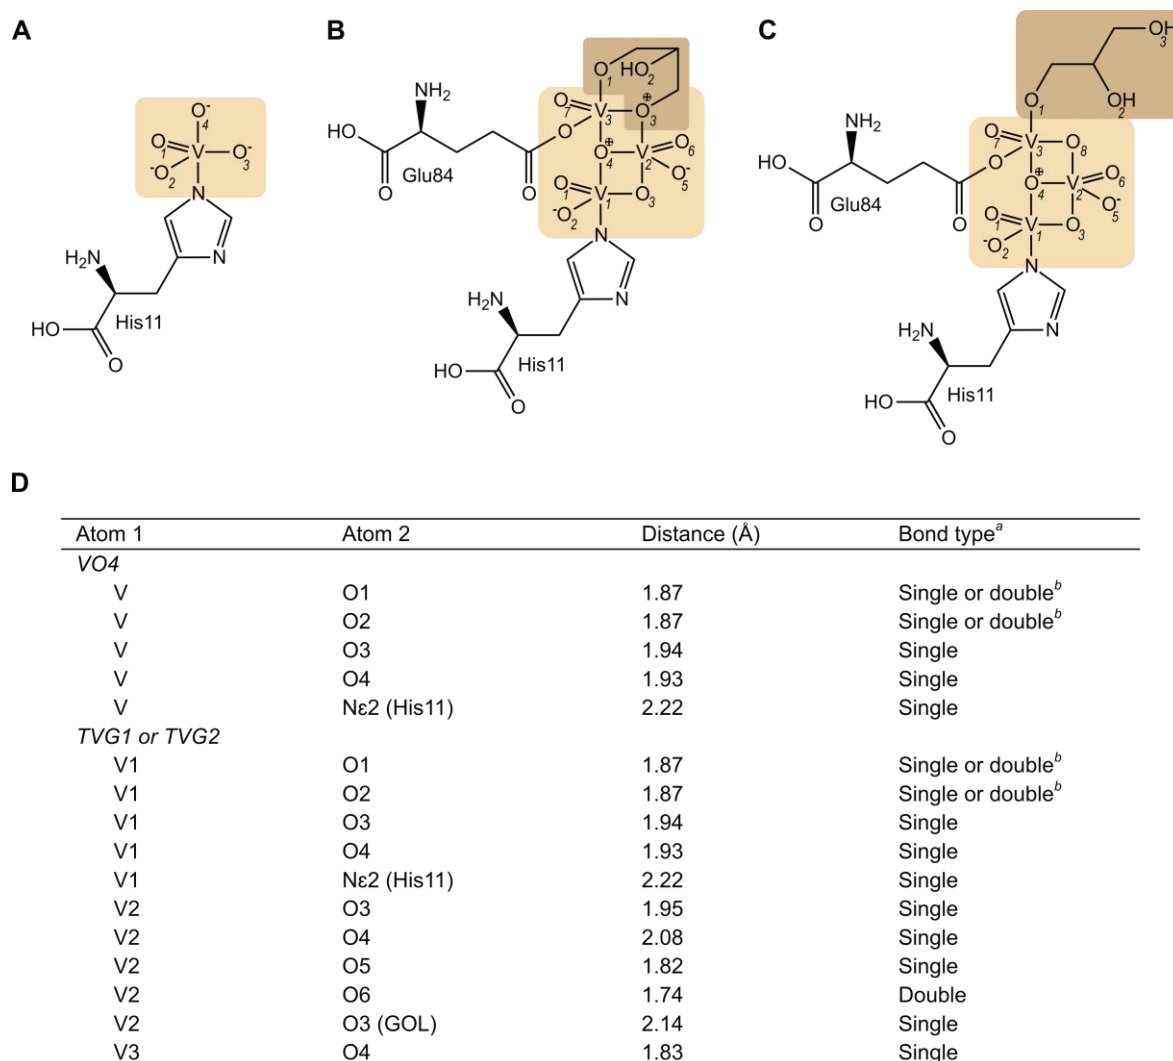 A
B
C
O⁻
4
O
1
V
O⁻
3
⁻O
2
N
N
H₂N
HO
O
His11
O
1
HO
2
NH₂
O
7
V
3
O
3
⊕
HO
O
O
Glu84
O
4
⊕
V
2
O
6
O⁻
5
O
1
V
1
O
3
⁻O
2
N
N
H₂N
HO
O
His11
OH
3
O
1
OH
2
NH₂
O
7
V
3
O
8
HO
O
O
Glu84
O
4
⊕
V
2
O
6
O⁻
5
O
1
V
1
O
3
⁻O
2
N
N
H₂N
HO
O
His11
D
Atom 1 Atom 2 Distance (Å) Bond typeᵃ
VO4
V O1 1.87 Single or doubleᵇ
V O2 1.87 Single or doubleᵇ
V O3 1.94 Single
V O4 1.93 Single
V Nε2 (His11) 2.22 Single
TVG1 or TVG2
V1 O1 1.87 Single or doubleᵇ
V1 O2 1.87 Single or doubleᵇ
V1 O3 1.94 Single
V1 O4 1.93 Single
V1 Nε2 (His11) 2.22 Single
V2 O3 1.95 Single
V2 O4 2.08 Single
V2 O5 1.82 Single
V2 O6 1.74 Double
V2 O3 (GOL) 2.14 Single
V3 O4 1.83 Single